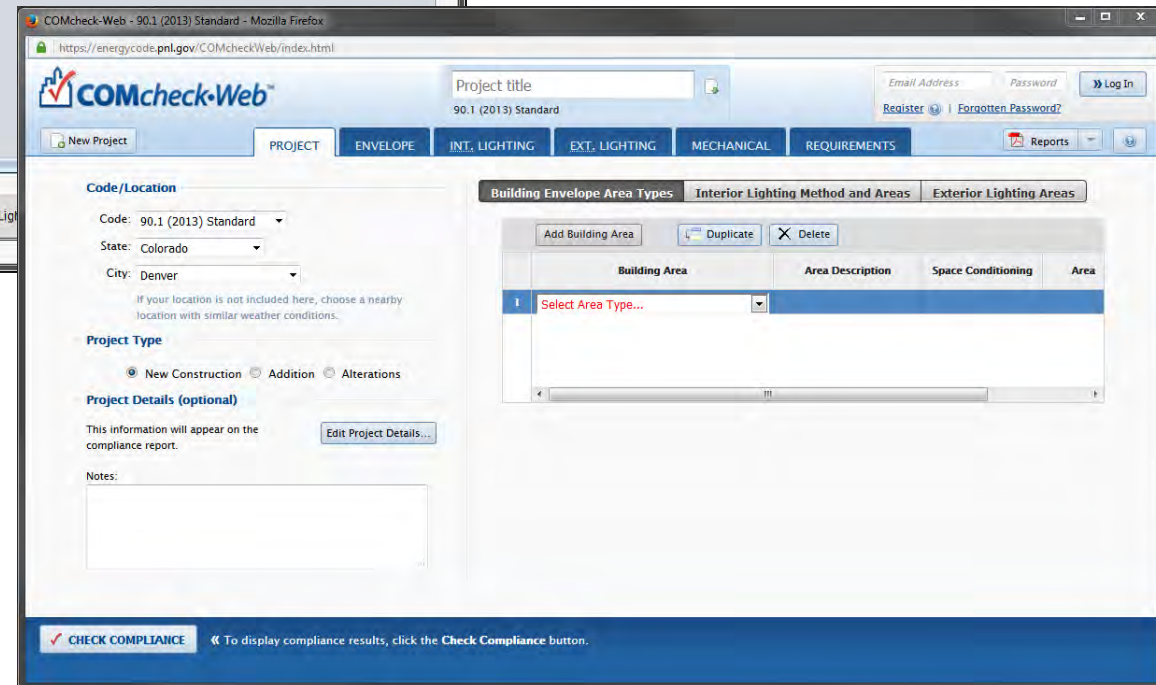 COMcheck-Web - 90.1 (2013) Standard - Mozilla Firefox
https://energycode.pnl.gov/COMcheckWeb/index.html
COMcheck•Web™
Project title
90.1 (2013) Standard
Email Address Password Log In
Register | Forgotten Password?
New Project
PROJECT ENVELOPE INT. LIGHTING EXT. LIGHTING MECHANICAL REQUIREMENTS
Reports
Code/Location
Code: 90.1 (2013) Standard
State: Colorado
City: Denver
If your location is not included here, choose a nearby
location with similar weather conditions.
Project Type
New Construction Addition Alterations
Project Details (optional)
This information will appear on the
compliance report.
Edit Project Details...
Notes:
Building Envelope Area Types Interior Lighting Method and Areas Exterior Lighting Areas
Add Building Area Duplicate Delete
Building Area Area Description Space Conditioning Area
1 Select Area Type...
CHECK COMPLIANCE « To display compliance results, click the Check Compliance button.